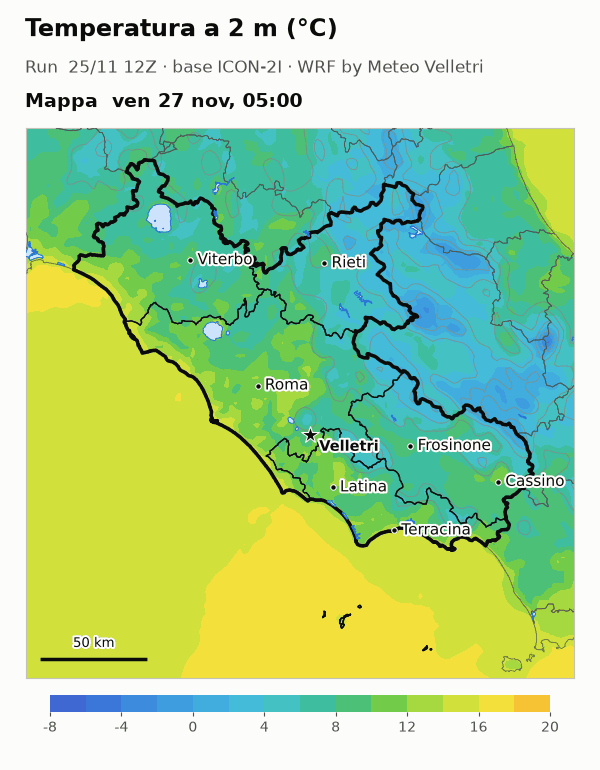 Temperatura a 2 m (°C)
Run  25/11 12Z · base ICON-2I · WRF by Meteo Velletri
Mappa  ven 27 nov, 05:00
Viterbo
Rieti
Roma
Velletri
Frosinone
Latina
Cassino
Terracina
50 km
-8 -4 0 4 8 12 16 20